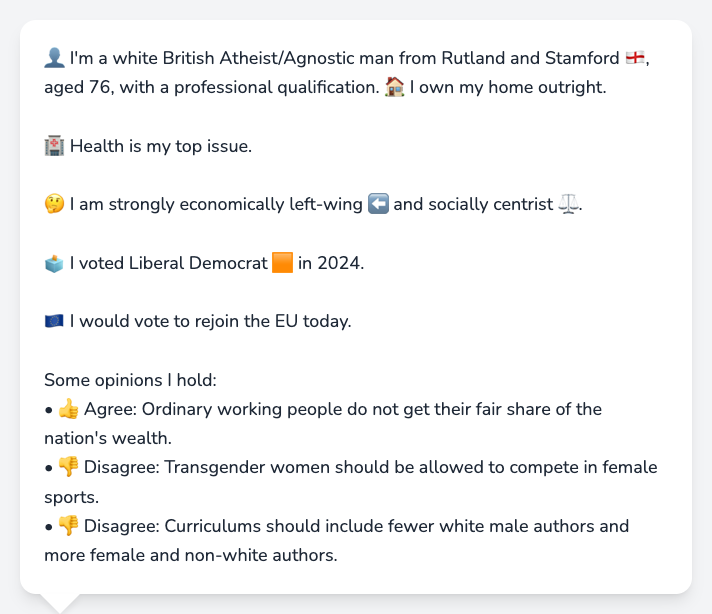 👤 I'm a white British Atheist/Agnostic man from Rutland and Stamford 🏴󠁧󠁢󠁥󠁮󠁧󠁿,
aged 76, with a professional qualification. 🏠 I own my home outright.
🏥 Health is my top issue.
🤔 I am strongly economically left-wing ⬅️ and socially centrist ⚖️.
🗳️ I voted Liberal Democrat 🟧 in 2024.
🇪🇺 I would vote to rejoin the EU today.
Some opinions I hold:
• 👍 Agree: Ordinary working people do not get their fair share of the
nation's wealth.
• 👎 Disagree: Transgender women should be allowed to compete in female
sports.
• 👎 Disagree: Curriculums should include fewer white male authors and
more female and non-white authors.